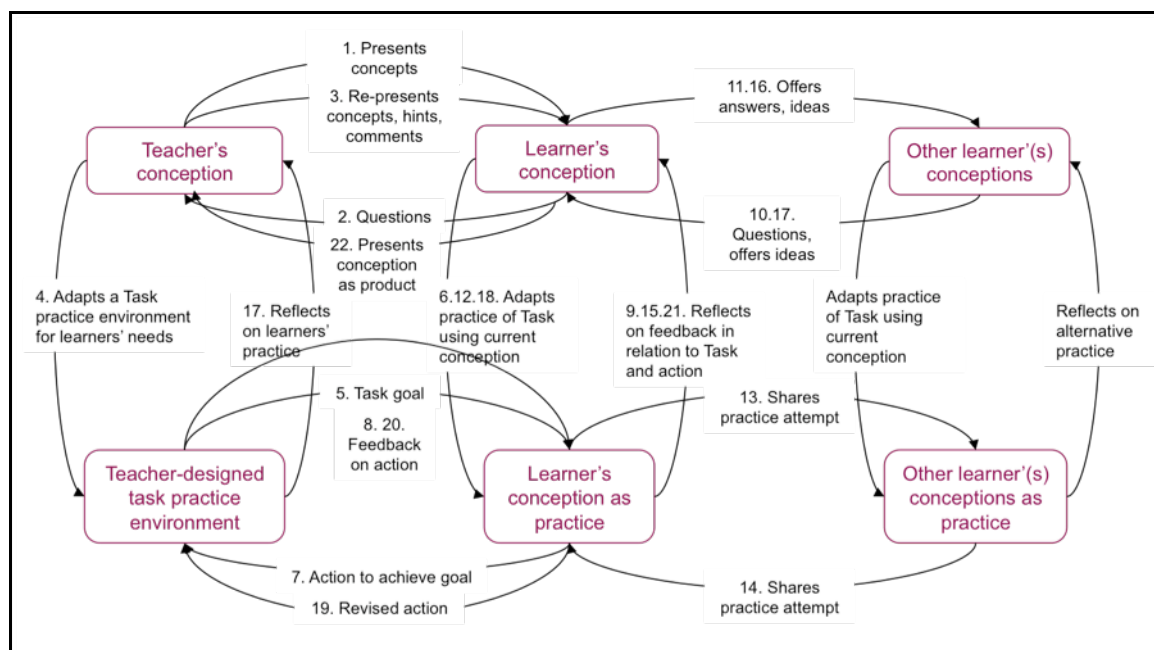 1. Presents
concepts
3. Re-presents
concepts, hints,
comments
11.16. Offers
answers, ideas
Teacher's
conception
Learner's
conception
Other learner'(s)
conceptions
2. Questions
22. Presents
conception
as product
10.17.
Questions,
offers ideas
4. Adapts a Task
practice environment
for learners' needs
17. Reflects
on learners'
practice
6.12.18. Adapts
practice of Task
using current
conception
9.15.21. Reflects
on feedback in
relation to Task
and action
Adapts practice
of Task using
current
conception
Reflects on
alternative
practice
5. Task goal
8. 20.
Feedback
on action
13. Shares
practice attempt
Teacher-designed
task practice
environment
Learner's
conception as
practice
Other learner'(s)
conceptions as
practice
7. Action to achieve goal
19. Revised action
14. Shares
practice attempt